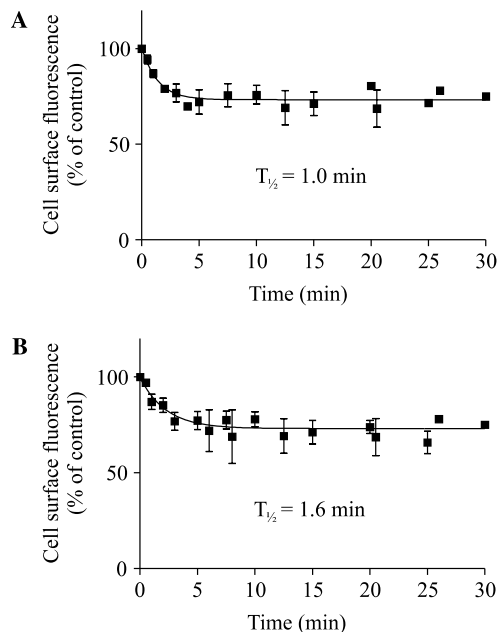 A
Cell surface fluorescence
(% of control)
100
50
0
0 5 10 15 20 25 30
T½ = 1.0 min
Time (min)
B
Cell surface fluorescence
(% of control)
100
50
0
0 5 10 15 20 25 30
T½ = 1.6 min
Time (min)